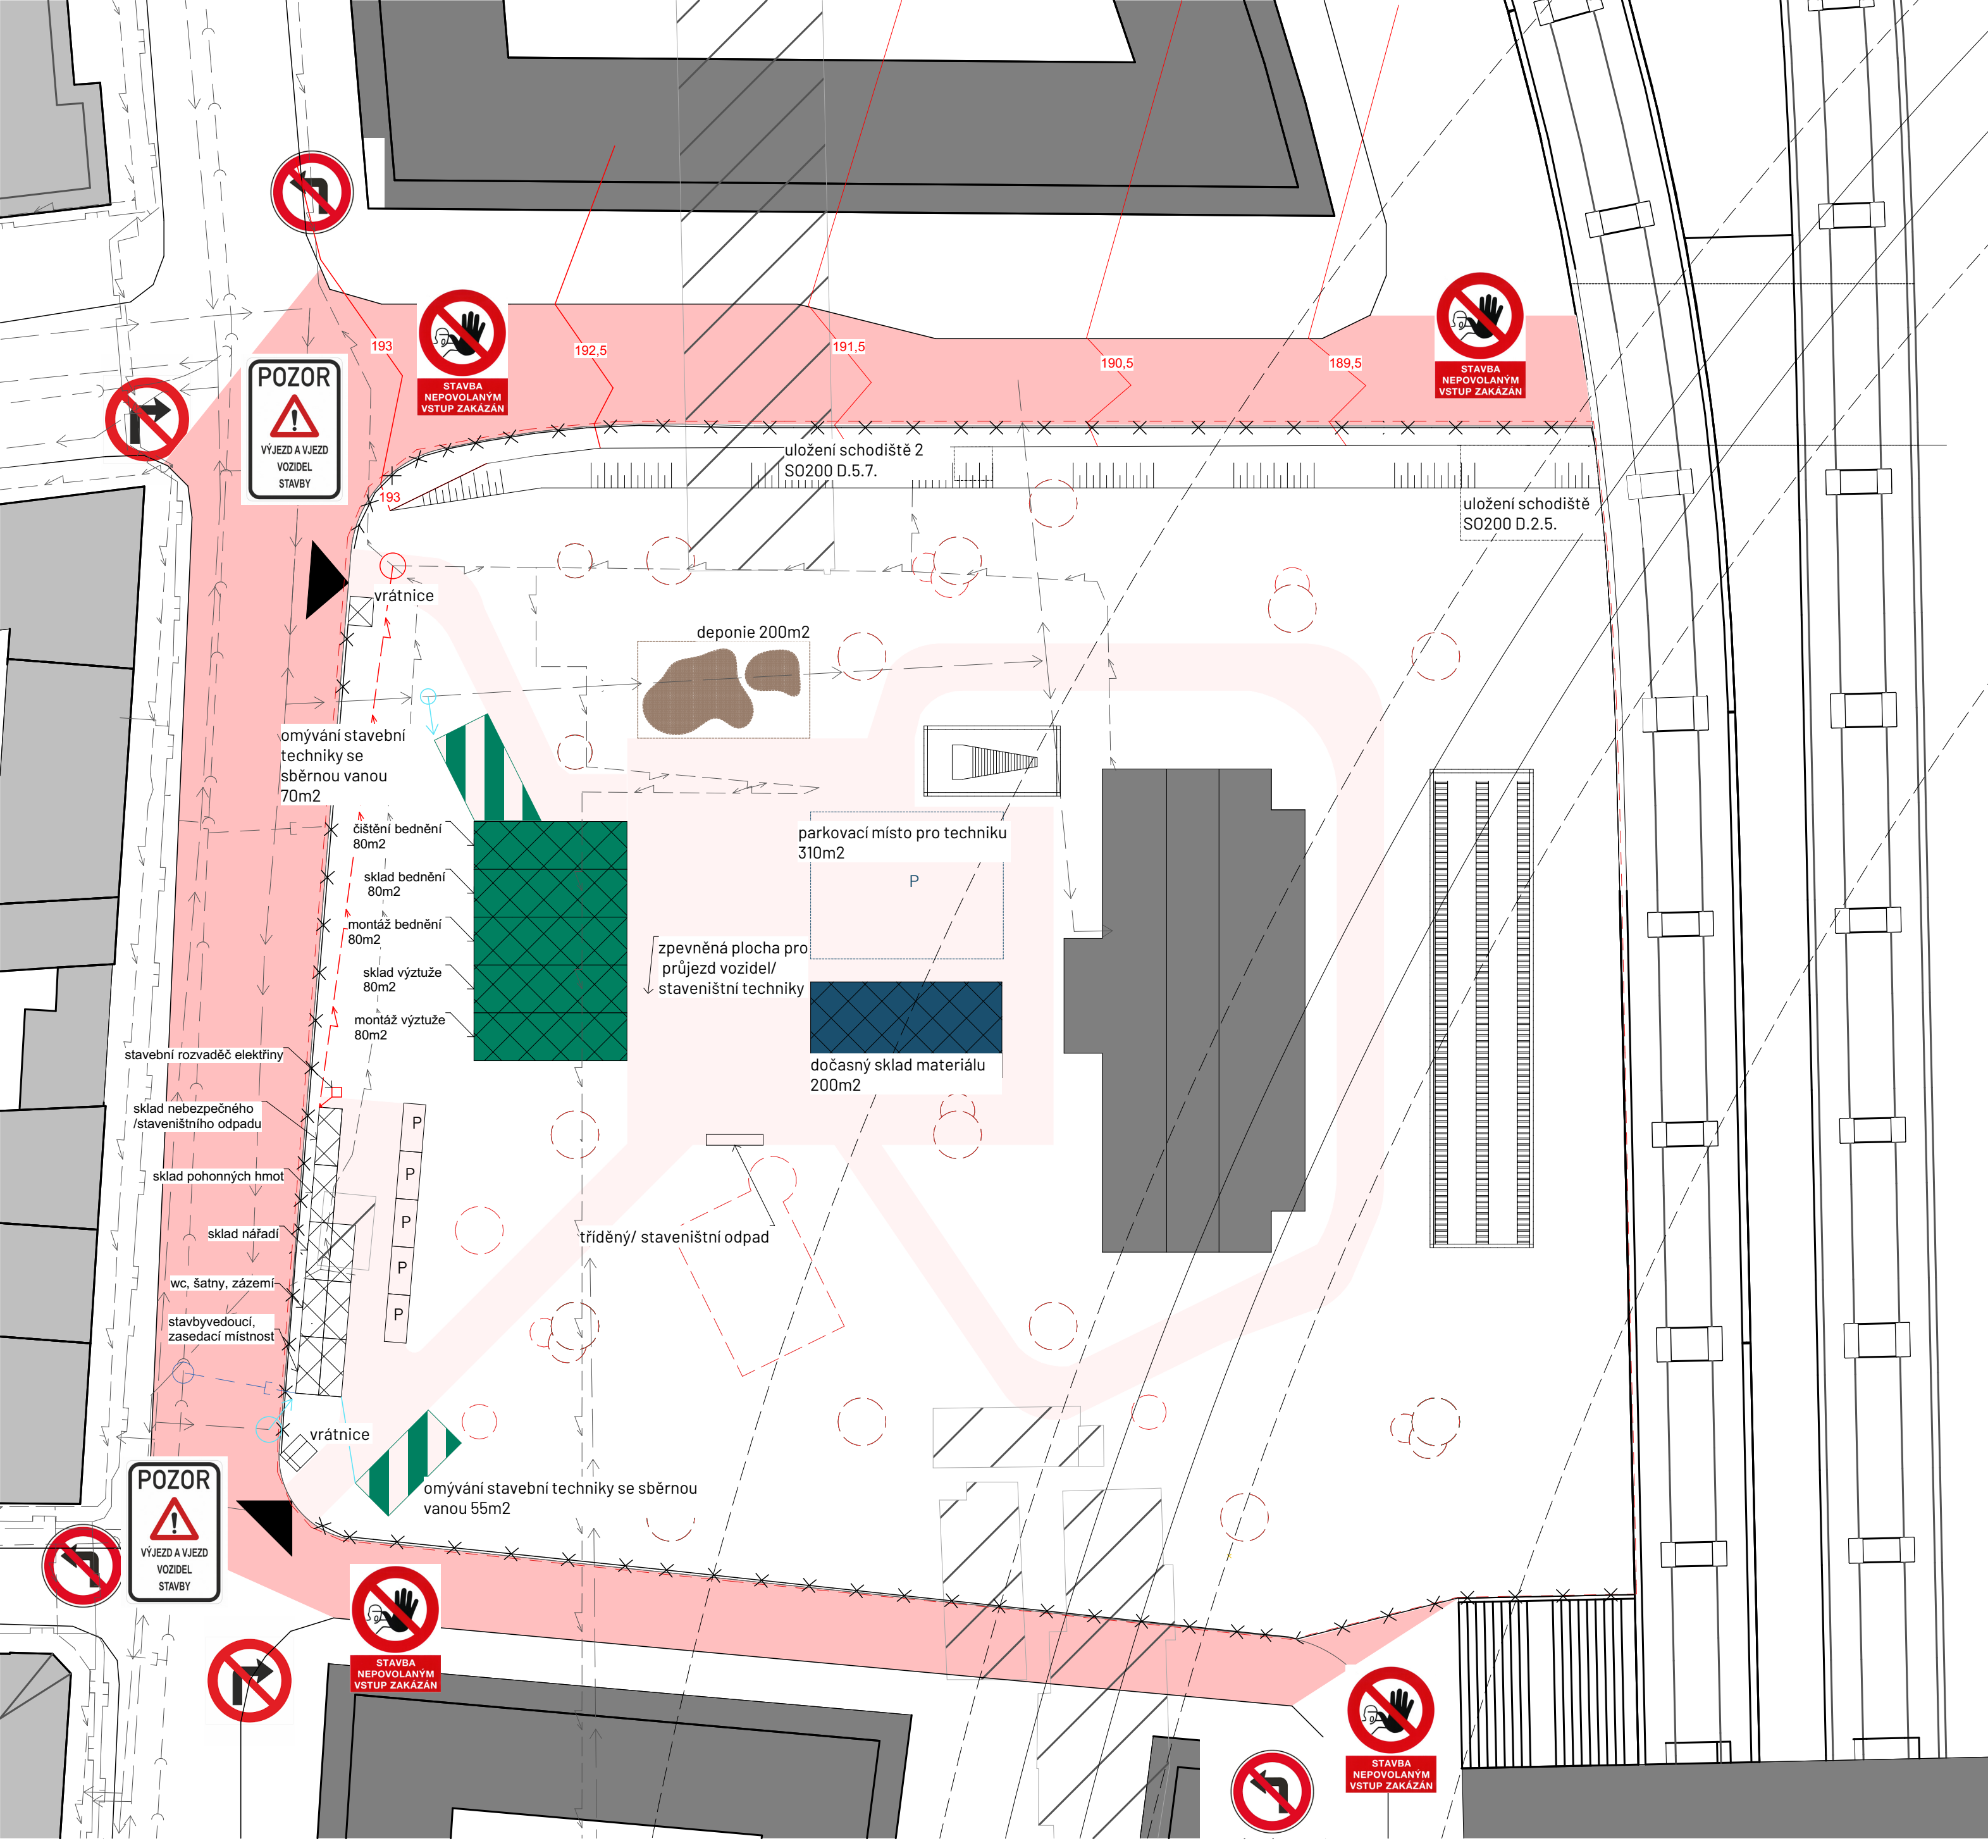 STAVBA
NEPOVOLANÝM
VSTUP ZAKÁZÁN
STAVBA
NEPOVOLANÝM
VSTUP ZAKÁZÁN
193
192,5
191,5
190,5
189,5
POZOR
!
VÝJEZD A VJEZD
VOZIDEL
STAVBY
uložení schodiště 2
SO200 D.5.7.
193
uložení schodiště
SO200 D.2.5.
vrátnice
deponie 200m2
omývání stavební
techniky se
sběrnou vanou
70m2
čištění bednění
80m2
sklad bednění
80m2
montáž bednění
80m2
sklad výztuže
80m2
montáž výztuže
80m2
parkovací místo pro techniku
310m2
P
zpevněná plocha pro
průjezd vozidel/
staveništní techniky
dočasný sklad materiálu
200m2
stavební rozvaděč elektřiny
sklad nebezpečného
/staveništního odpadu
sklad pohonných hmot
sklad nářadí
wc, šatny, zázemí
stavbyvedoucí,
zasedací místnost
P
P
P
P
P
tříděný/ staveništní odpad
vrátnice
omývání stavební techniky se sběrnou
vanou 55m2
POZOR
!
VÝJEZD A VJEZD
VOZIDEL
STAVBY
STAVBA
NEPOVOLANÝM
VSTUP ZAKÁZÁN
STAVBA
NEPOVOLANÝM
VSTUP ZAKÁZÁN